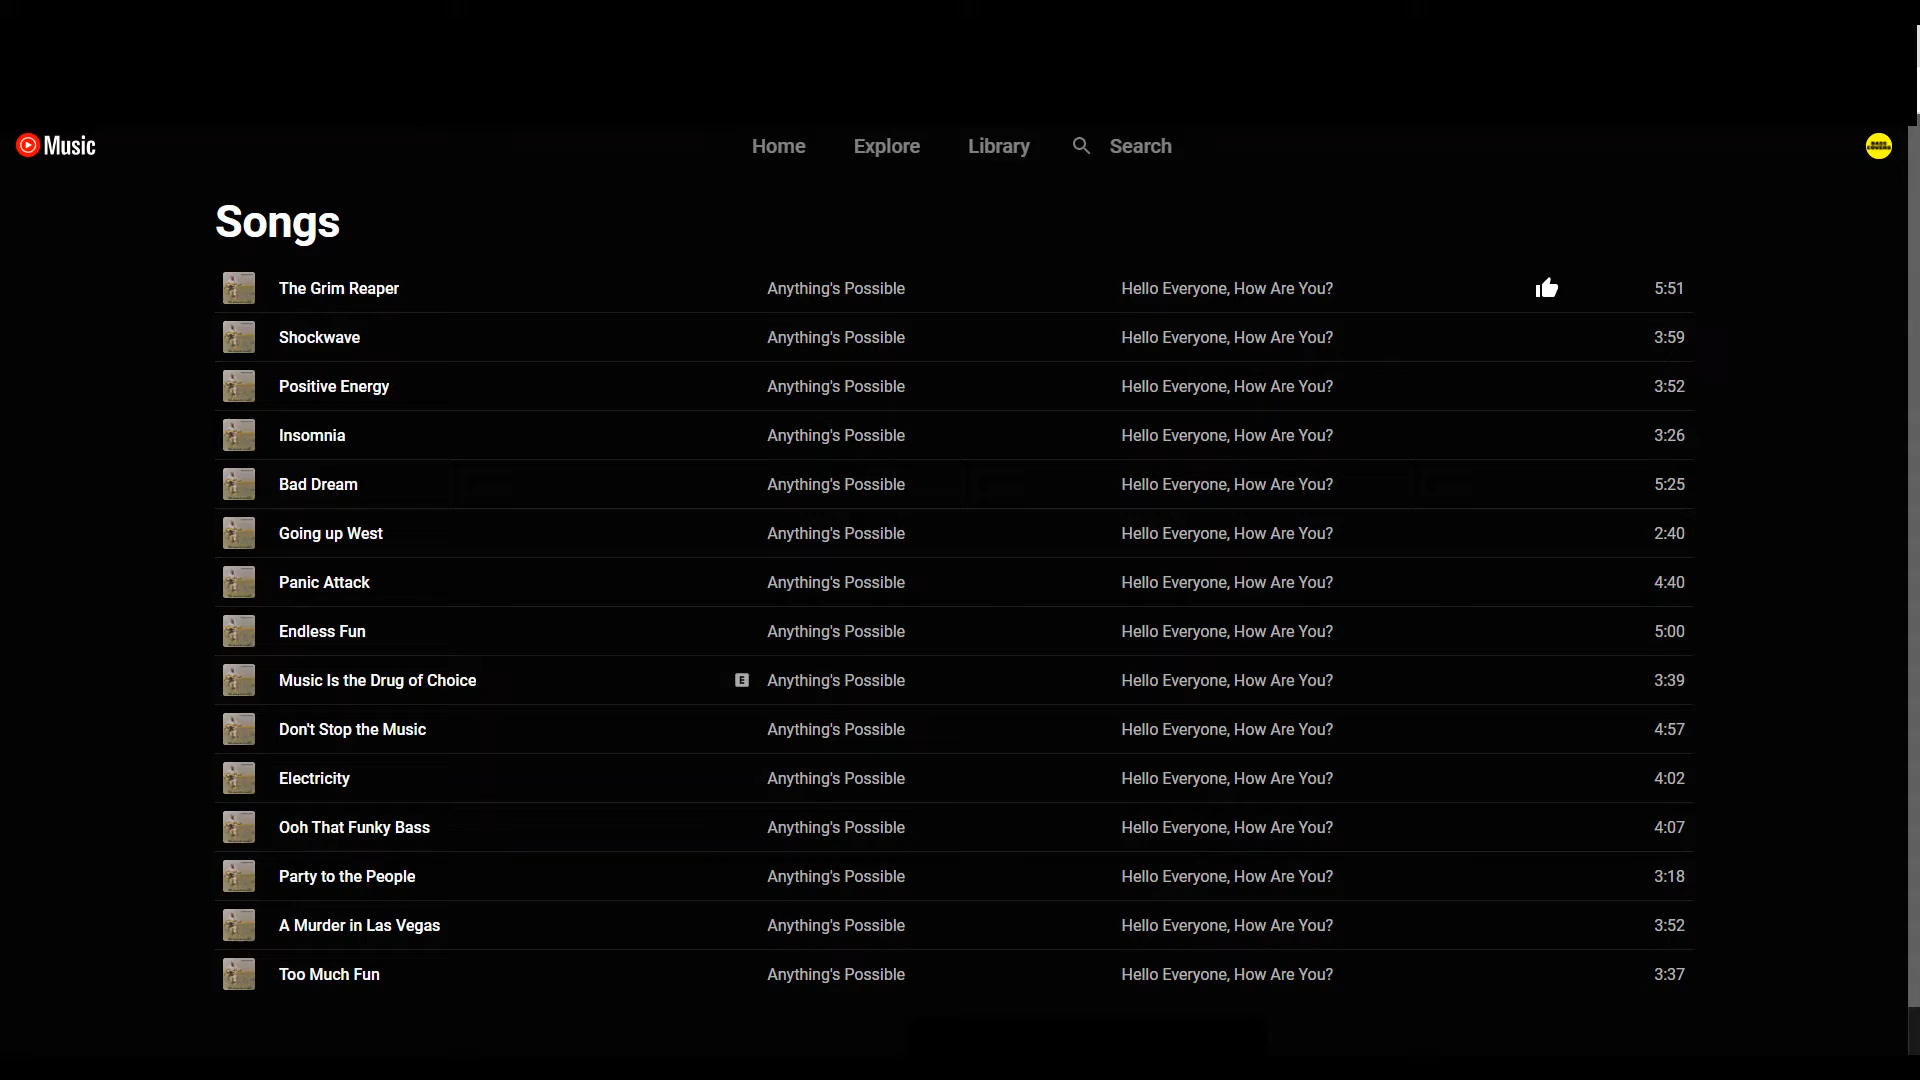 Music Home Explore Library Search
Songs
The Grim Reaper Anything's Possible Hello Everyone, How Are You? 5:51
Shockwave Anything's Possible Hello Everyone, How Are You? 3:59
Positive Energy Anything's Possible Hello Everyone, How Are You? 3:52
Insomnia Anything's Possible Hello Everyone, How Are You? 3:26
Bad Dream Anything's Possible Hello Everyone, How Are You? 5:25
Going up West Anything's Possible Hello Everyone, How Are You? 2:40
Panic Attack Anything's Possible Hello Everyone, How Are You? 4:40
Endless Fun Anything's Possible Hello Everyone, How Are You? 5:00
Music Is the Drug of Choice E Anything's Possible Hello Everyone, How Are You? 3:39
Don't Stop the Music Anything's Possible Hello Everyone, How Are You? 4:57
Electricity Anything's Possible Hello Everyone, How Are You? 4:02
Ooh That Funky Bass Anything's Possible Hello Everyone, How Are You? 4:07
Party to the People Anything's Possible Hello Everyone, How Are You? 3:18
A Murder in Las Vegas Anything's Possible Hello Everyone, How Are You? 3:52
Too Much Fun Anything's Possible Hello Everyone, How Are You? 3:37